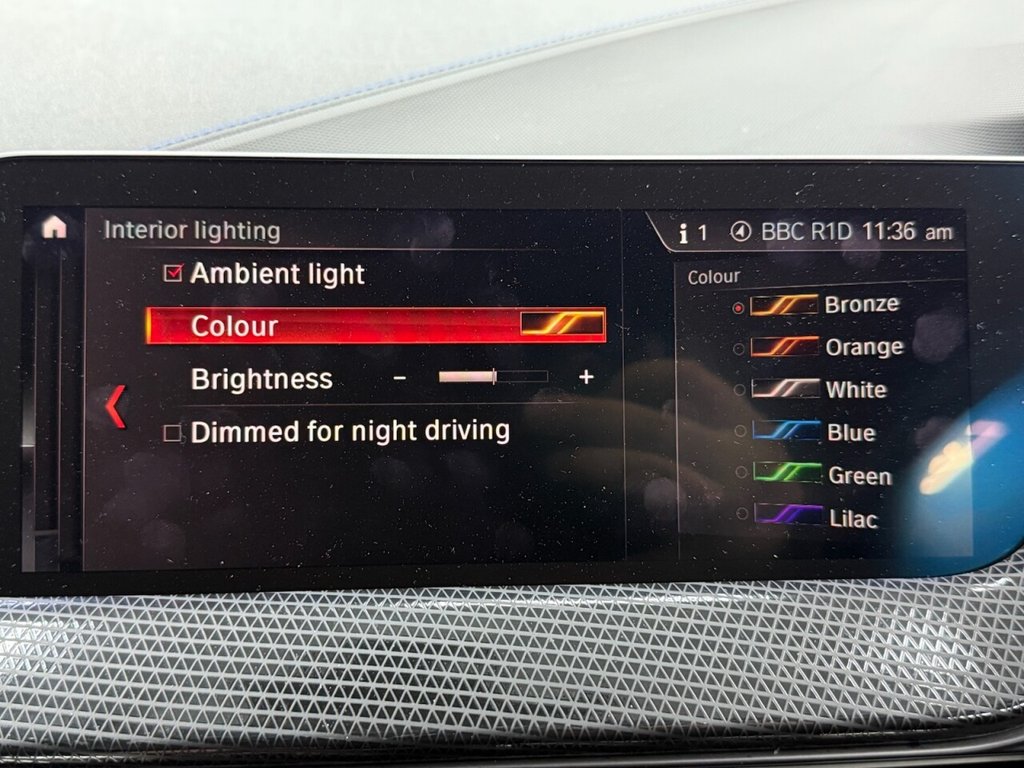 Interior lighting
i 1 BBC R1D 11:36 am
Ambient light
Colour
Brightness - +
Dimmed for night driving
Colour
Bronze
Orange
White
Blue
Green
Lilac